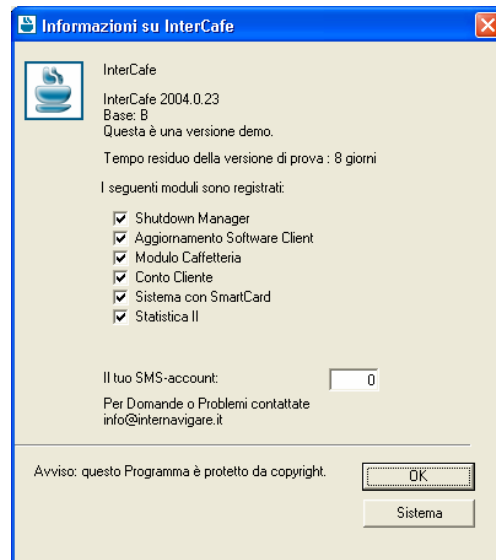 Informazioni su InterCafe
InterCafe
InterCafe 2004.0.23
Base: B
Questa è una versione demo.
Tempo residuo della versione di prova : 8 giorni
I seguenti moduli sono registrati:
Shutdown Manager
Aggiornamento Software Client
Modulo Caffetteria
Conto Cliente
Sistema con SmartCard
Statistica II
Il tuo SMS-account: 0
Per Domande o Problemi contattate
info@internavigare.it
Avviso: questo Programma è protetto da copyright.
OK
Sistema